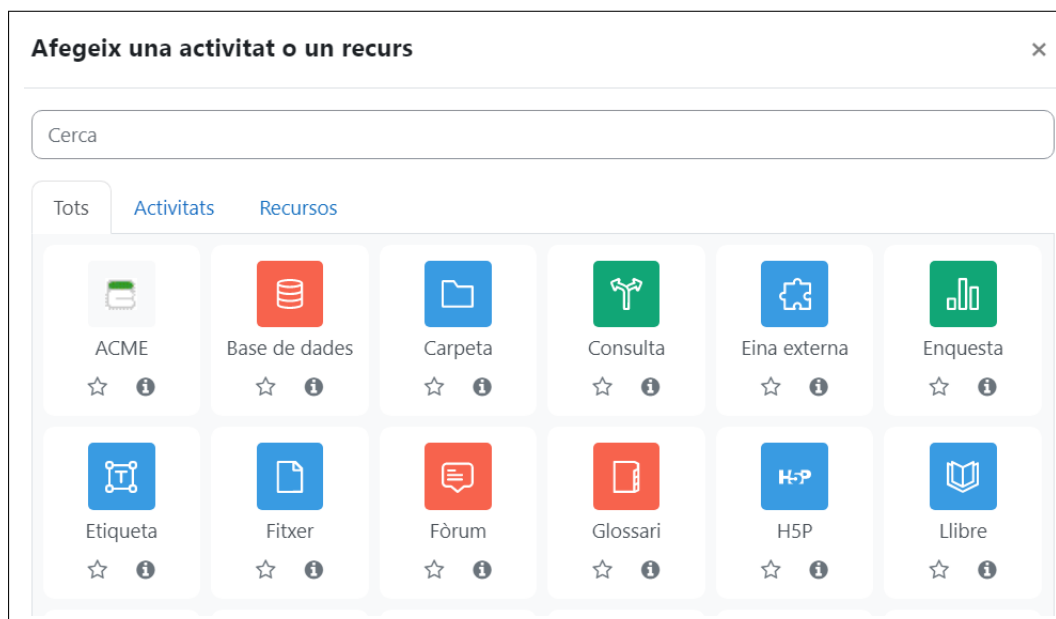 Afegeix una activitat o un recurs
×
Cerca
Tots Activitats Recursos
ACME Base de dades Carpeta Consulta Eina externa Enquesta
H5P
Etiqueta Fitxer Fòrum Glossari H5P Llibre